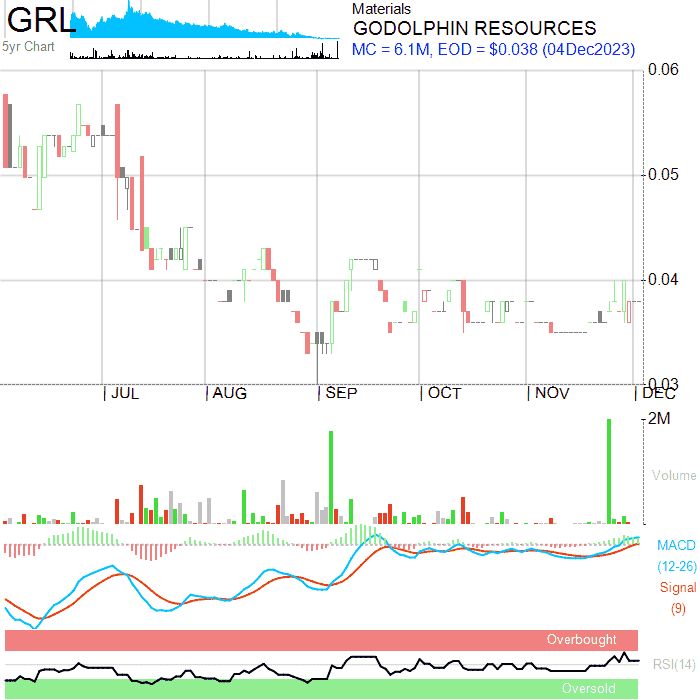 GRL
5yr Chart
Materials
GODOLPHIN RESOURCES
MC = 6.1M, EOD = $0.038 (04Dec2023)
0.06
0.05
0.04
0.03
JUL AUG SEP OCT NOV DEC
2M
Volume
MACD
(12-26)
Signal
(9)
Overbought
RSI(14)
Oversold